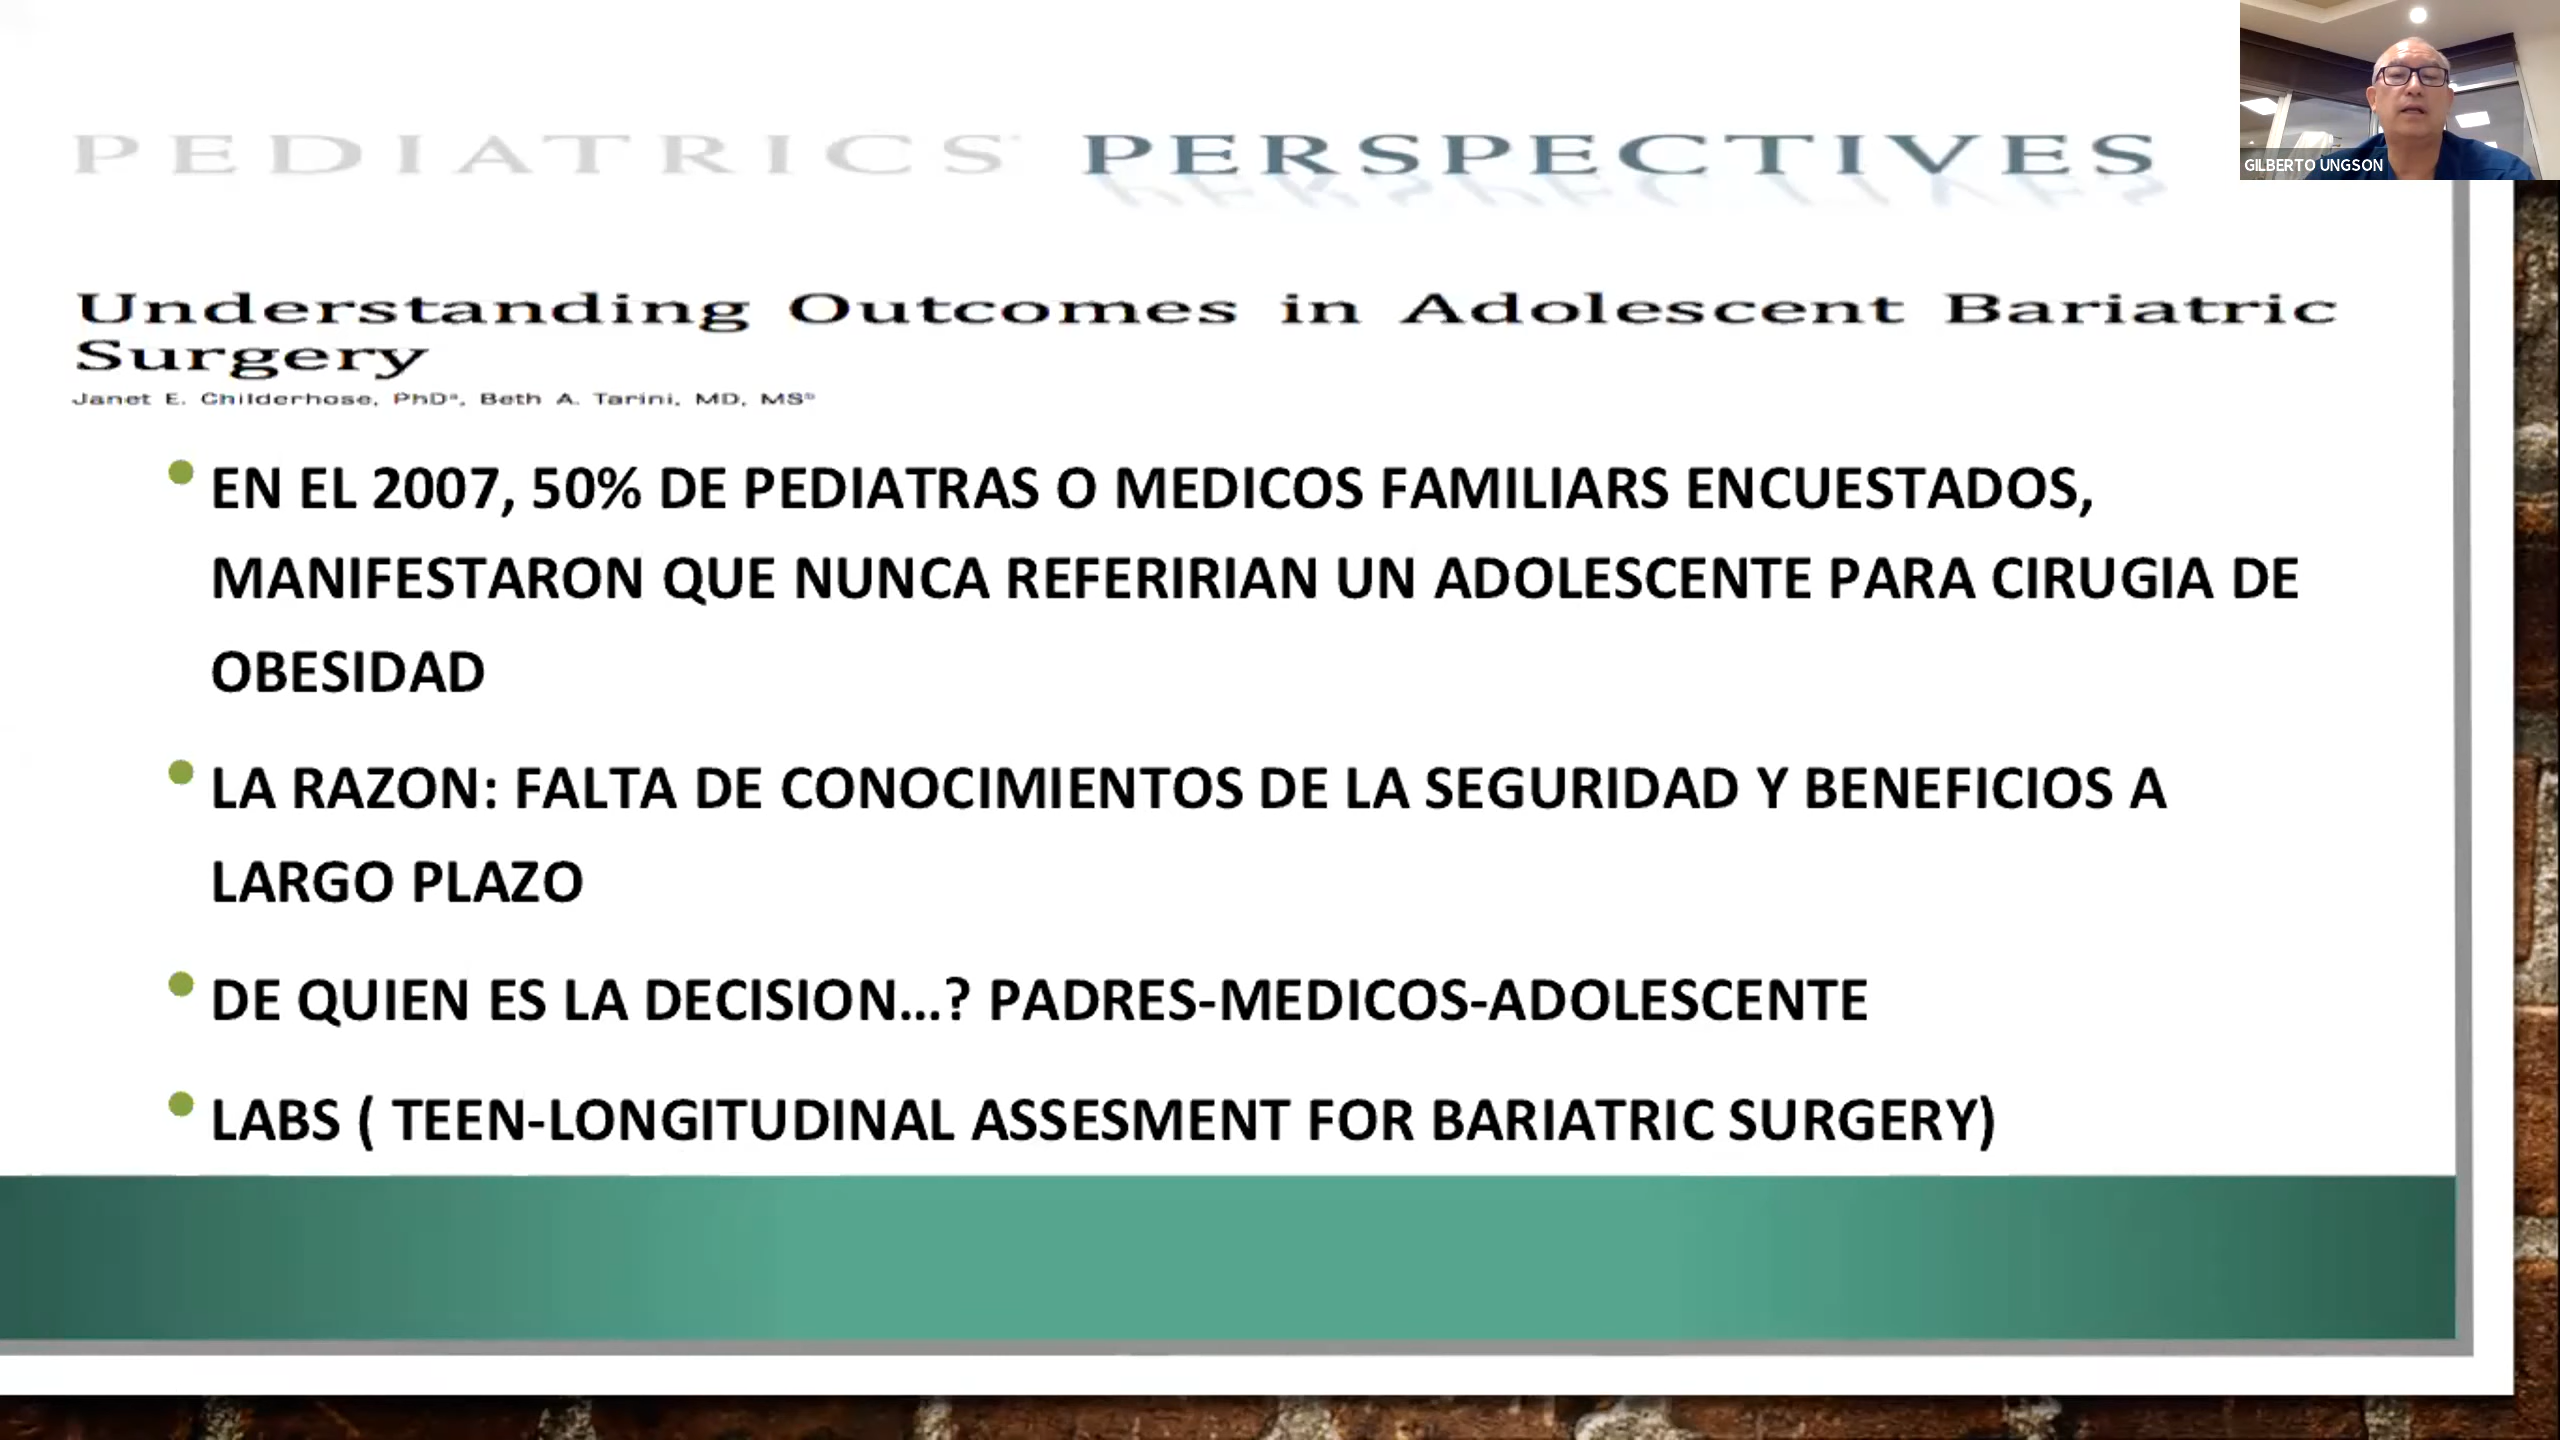 PEDIATRICS PERSPECTIVES
GILBERTO UNGSON
Understanding Outcomes in Adolescent Bariatric
Surgery
Janet E. Childerhose, PhDᵃ, Beth A. Tarini, MD, MSᵇ
• EN EL 2007, 50% DE PEDIATRAS O MEDICOS FAMILIARS ENCUESTADOS,
MANIFESTARON QUE NUNCA REFERIRIAN UN ADOLESCENTE PARA CIRUGIA DE
OBESIDAD
• LA RAZON: FALTA DE CONOCIMIENTOS DE LA SEGURIDAD Y BENEFICIOS A
LARGO PLAZO
• DE QUIEN ES LA DECISION...? PADRES-MEDICOS-ADOLESCENTE
• LABS ( TEEN-LONGITUDINAL ASSESMENT FOR BARIATRIC SURGERY)